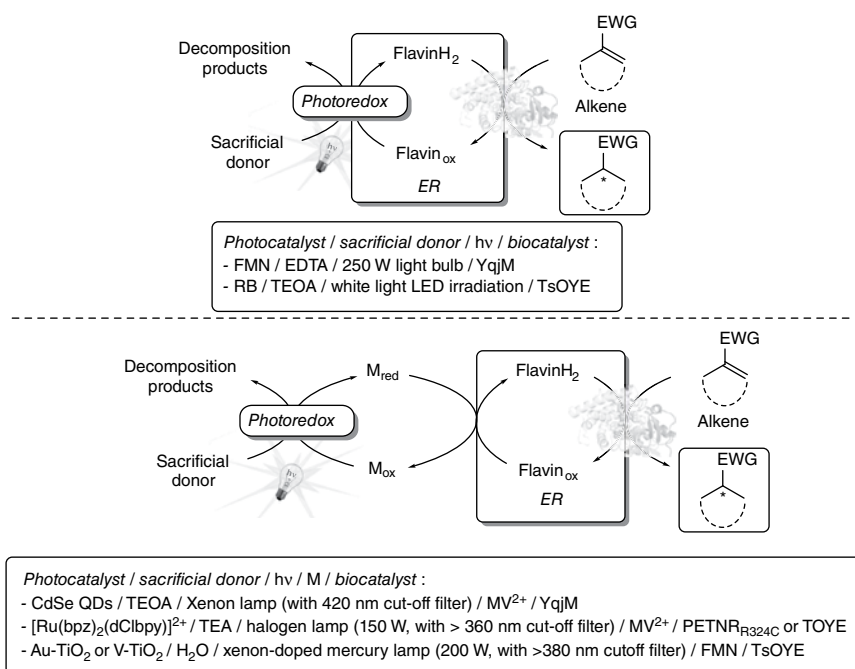 EWG
Decomposition
products
FlavinH2
Photoredox
Alkene
Sacrificial
donor
hν
Flavinox
ER
EWG
*
Photocatalyst / sacrificial donor / hν / biocatalyst :
- FMN / EDTA / 250 W light bulb / YqjM
- RB / TEOA / white light LED irradiation / TsOYE
EWG
Decomposition
products
Mred
FlavinH2
Photoredox
Alkene
Sacrificial
donor
hν
Mox
Flavinox
ER
EWG
*
Photocatalyst / sacrificial donor / hν / M / biocatalyst :
- CdSe QDs / TEOA / Xenon lamp (with 420 nm cut-off filter) / MV2+ / YqjM
- [Ru(bpz)2(dClbpy)]2+ / TEA / halogen lamp (150 W, with > 360 nm cut-off filter) / MV2+ / PETNRR324C or TOYE
- Au-TiO2 or V-TiO2 / H2O / xenon-doped mercury lamp (200 W, with >380 nm cutoff filter) / FMN / TsOYE